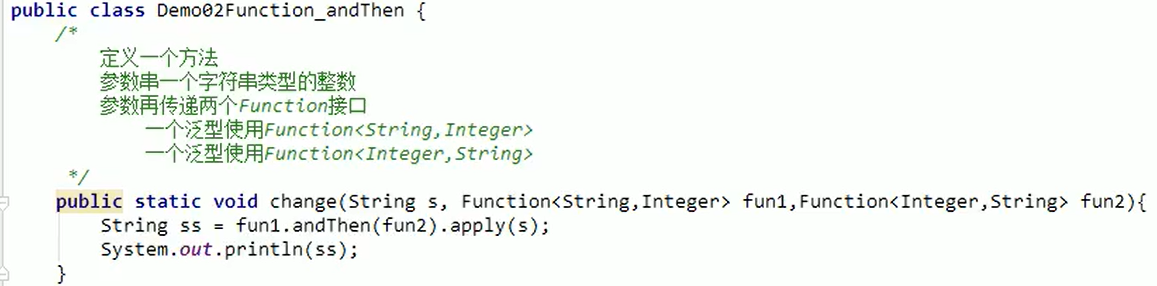 public class Demo02Function_andThen {
/*
定义一个方法
参数串一个字符串类型的整数
参数再传递两个Function接口
一个泛型使用Function<String,Integer>
一个泛型使用Function<Integer,String>
*/
public static void change(String s, Function<String,Integer> fun1,Function<Integer,String> fun2){
String ss = fun1.andThen(fun2).apply(s);
System.out.println(ss);
}